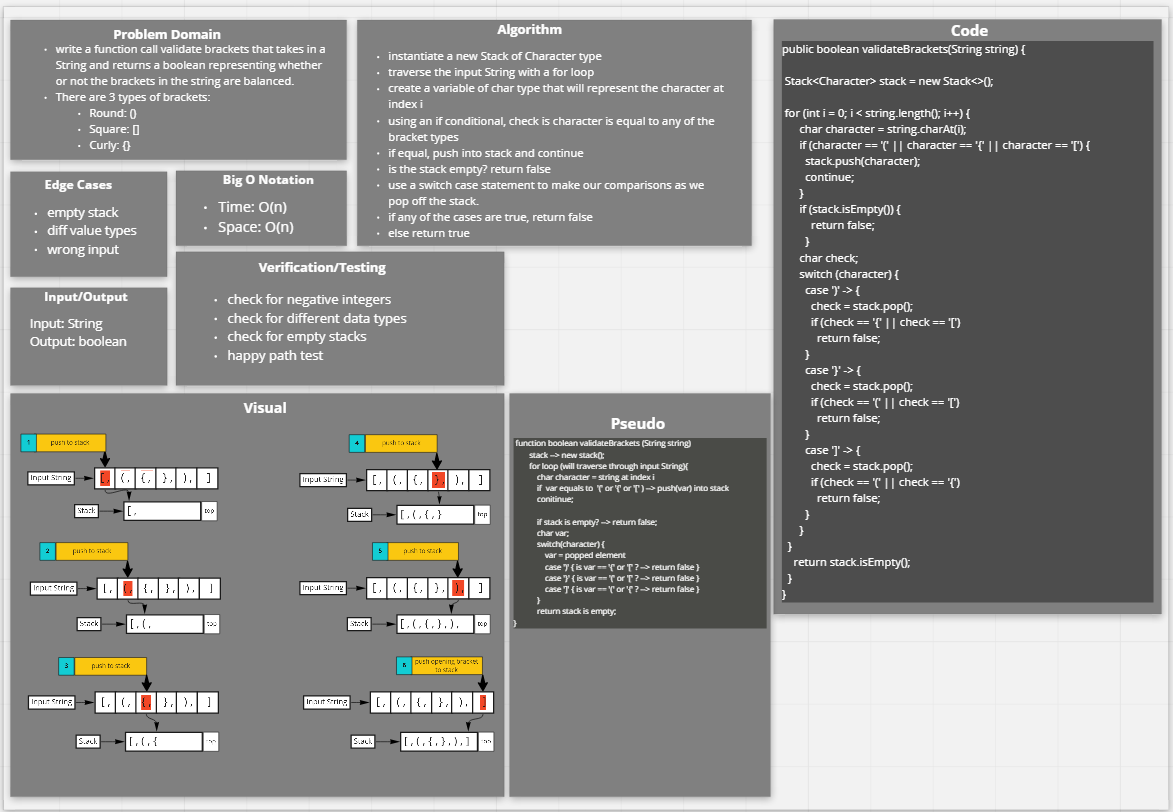 Problem Domain
write a function call validate brackets that takes in a
String and returns a boolean representing whether
or not the brackets in the string are balanced.
There are 3 types of brackets:
Round: ()
Square: []
Curly: {}
Edge Cases
empty stack
diff value types
wrong input
Big O Notation
Time: O(n)
Space: O(n)
Input/Output
Input: String
Output: boolean
Verification/Testing
check for negative integers
check for different data types
check for empty stacks
happy path test
Algorithm
instantiate a new Stack of Character type
traverse the input String with a for loop
create a variable of char type that will represent the character at
index i
using an if conditional, check is character is equal to any of the
bracket types
if equal, push into stack and continue
is the stack empty? return false
use a switch case statement to make our comparisons as we
pop off the stack.
if any of the cases are true, return false
else return true
Visual
1 push to stack
Input String [, (, {, }, ), ]
Stack [, top
2 push to stack
Input String [, (, {, }, ), ]
Stack [,(, top
3 push to stack
Input String [, (, {, }, ), ]
Stack [,(,{ top
4 push to stack
Input String [, (, {, }, ), ]
Stack [,(,{,} top
5 push to stack
Input String [, (, {, }, ), ]
Stack [,(,{,},), top
6 push opening bracket
to stack
Input String [, (, {, }, ), ]
Stack [,(,{,},),] top
Pseudo
function boolean validateBrackets (String string)
stack --> new stack();
for loop (will traverse through input String){
char character = string at index i
if var equals to '(' or '{' or '[' ) --> push(var) into stack
conitinue;
if stack is empty? --> return false;
char var;
switch(character) {
var = popped element
case ')' { is var == '{' or '[' ? --> return false }
case '}' { is var == '(' or '[' ? --> return false }
case ']' { is var == '(' or '{' ? --> return false }
}
return stack is empty;
}
Code
public boolean validateBrackets(String string) {
Stack<Character> stack = new Stack<>();
for (int i = 0; i < string.length(); i++) {
char character = string.charAt(i);
if (character == '(' || character == '{' || character == '[') {
stack.push(character);
continue;
}
if (stack.isEmpty()) {
return false;
}
char check;
switch (character) {
case ')' -> {
check = stack.pop();
if (check == '{' || check == '[')
return false;
}
case '}' -> {
check = stack.pop();
if (check == '(' || check == '[')
return false;
}
case ']' -> {
check = stack.pop();
if (check == '(' || check == '{')
return false;
}
}
}
return stack.isEmpty();
}
}